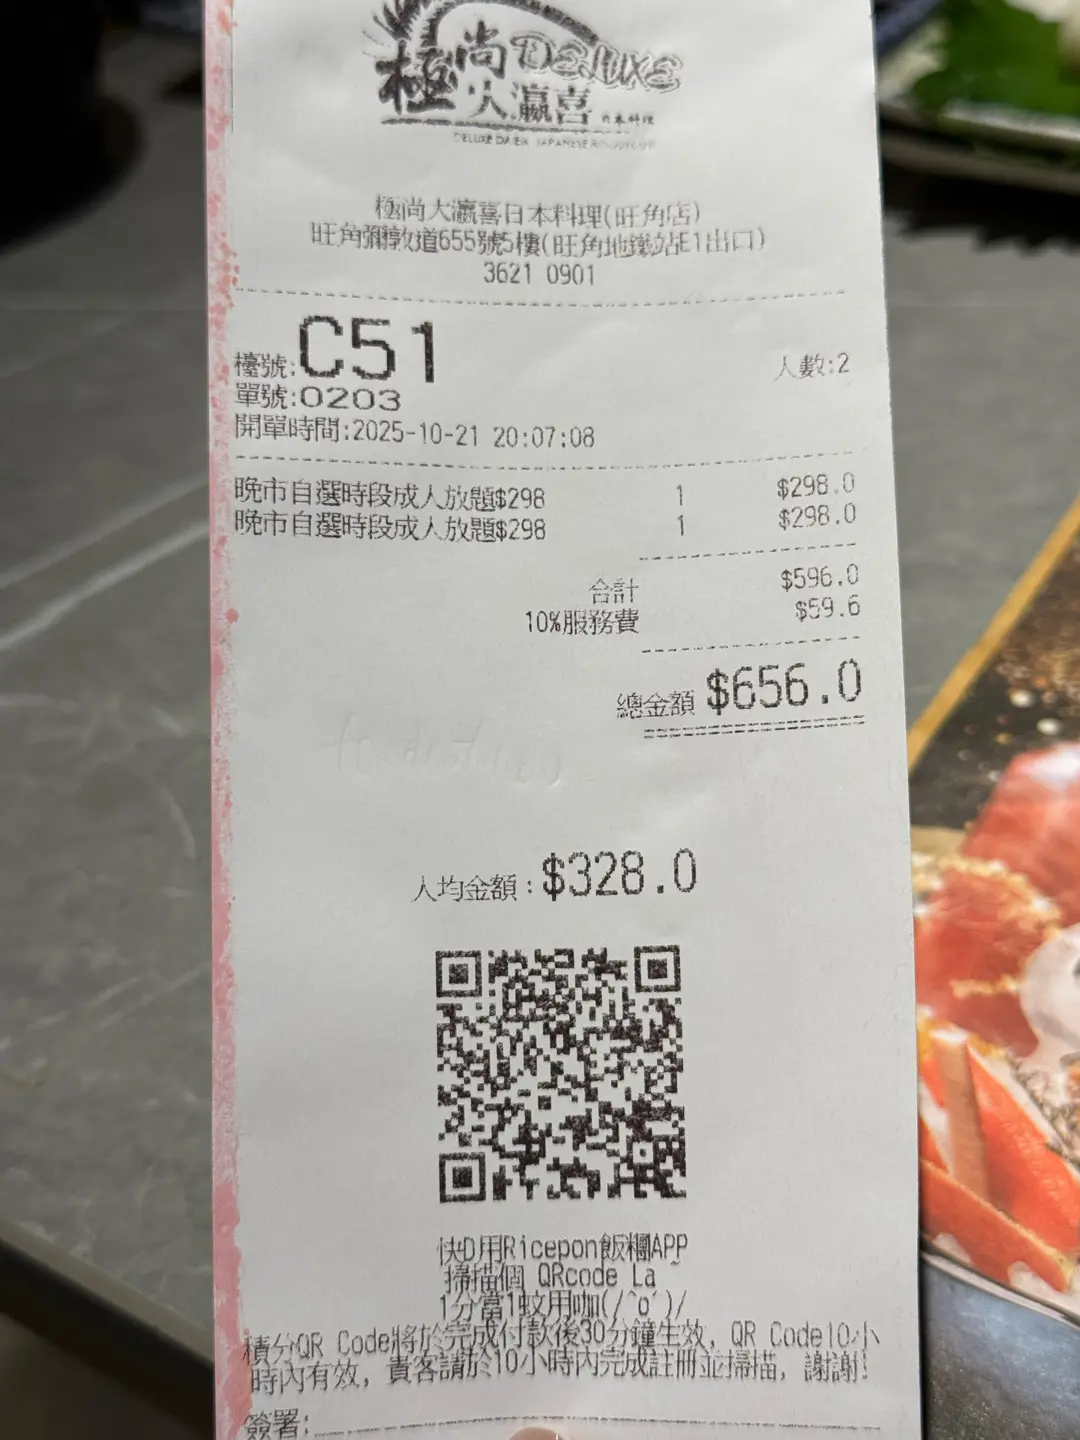 極尚 DELUXE
大瀛喜 日本料理
極尚大瀛喜日本料理(旺角店)
旺角彌敦道655號5樓(旺角地鐵站E1出口)
3621 0901
檯號:C51 人數:2
單號:0203
開單時間:2025-10-21 20:07:08
晚市自選時段成人放題$298 1 $298.0
晚市自選時段成人放題$298 1 $298.0
合計 $596.0
10%服務費 $59.6
總金額 $656.0
人均金額:$328.0
快D用Ricepon飯糰APP
掃描個 QRcode La~
1分當1蚊用咖(/^o^)/
積分QR Code將於完成付款後30分鐘生效, QR Code10小
時內有效, 貴客請於10小時內完成註冊並掃描, 謝謝!
簽署: